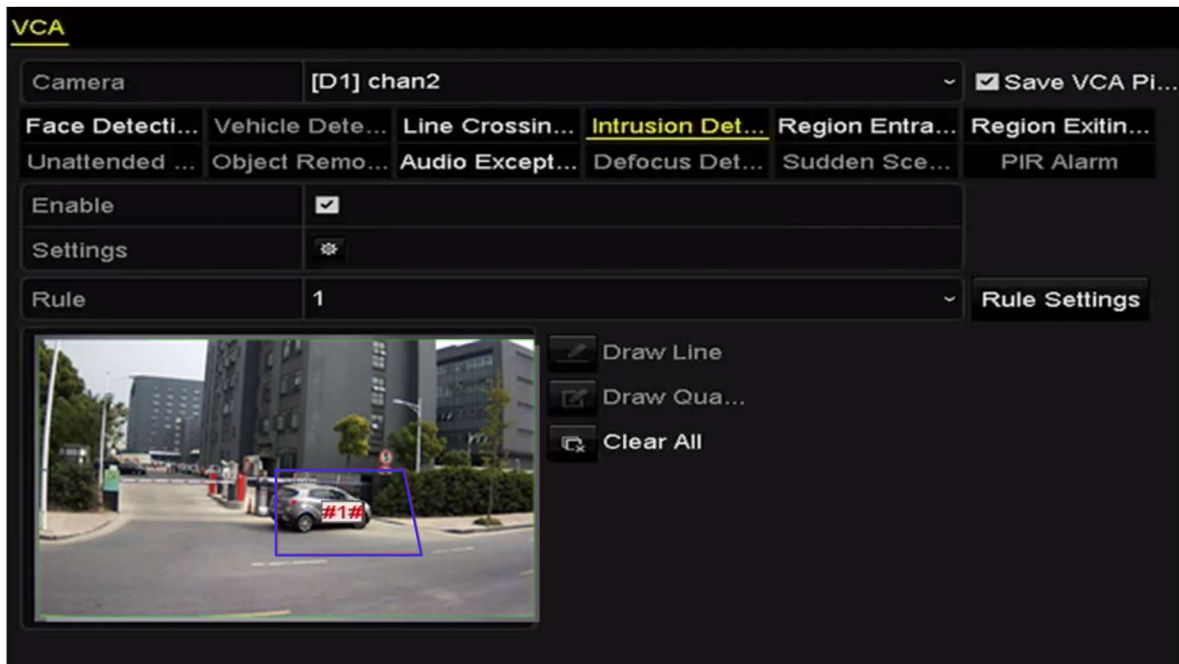 VCA
Camera [D1] chan2 Save VCA Pi...
Face Detecti... Vehicle Dete... Line Crossin... Intrusion Det... Region Entra... Region Exitin...
Unattended ... Object Remo... Audio Except... Defocus Det... Sudden Sce... PIR Alarm
Enable
Settings
Rule 1 Rule Settings
Draw Line
Draw Qua...
Clear All
#1#